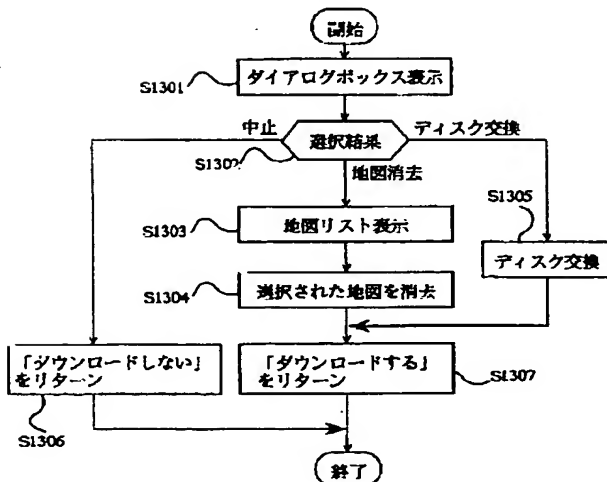 開始
S1301
ダイアログボックス表示
中止
選択結果
ディスク交換
S1302
地図消去
S1303
地図リスト表示
S1305
ディスク交換
S1304
選択された地図を消去
「ダウンロードしない」
をリターン
「ダウンロードする」
をリターン
S1307
S1306
終了